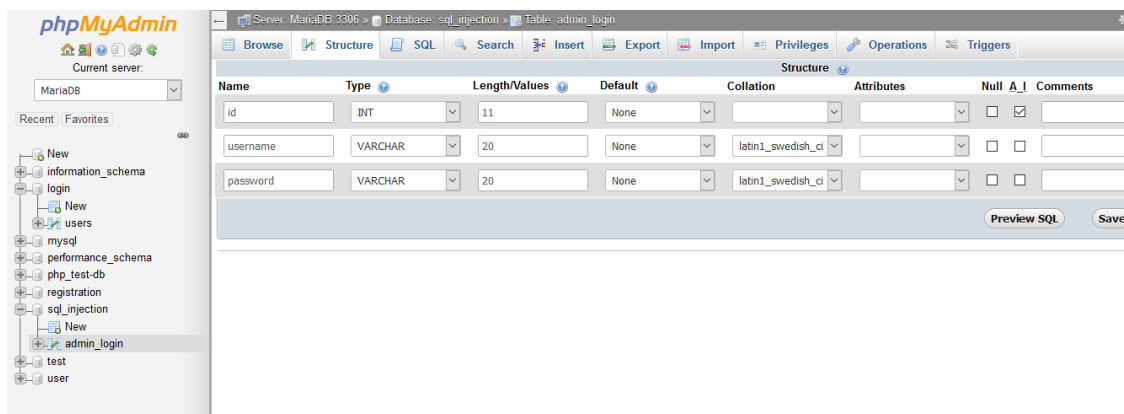 phpMyAdmin
Current server:
MariaDB
Recent Favorites
New
information_schema
login
New
users
mysql
performance_schema
php_test-db
registration
sql_injection
New
admin_login
test
user
Server: MariaDB:3306 » Database: sql_injection » Table: admin_login
Browse Structure SQL Search Insert Export Import Privileges Operations Triggers
Structure
Name Type Length/Values Default Collation Attributes Null A_I Comments
id INT 11 None
username VARCHAR 20 None latin1_swedish_ci
password VARCHAR 20 None latin1_swedish_ci
Preview SQL Save